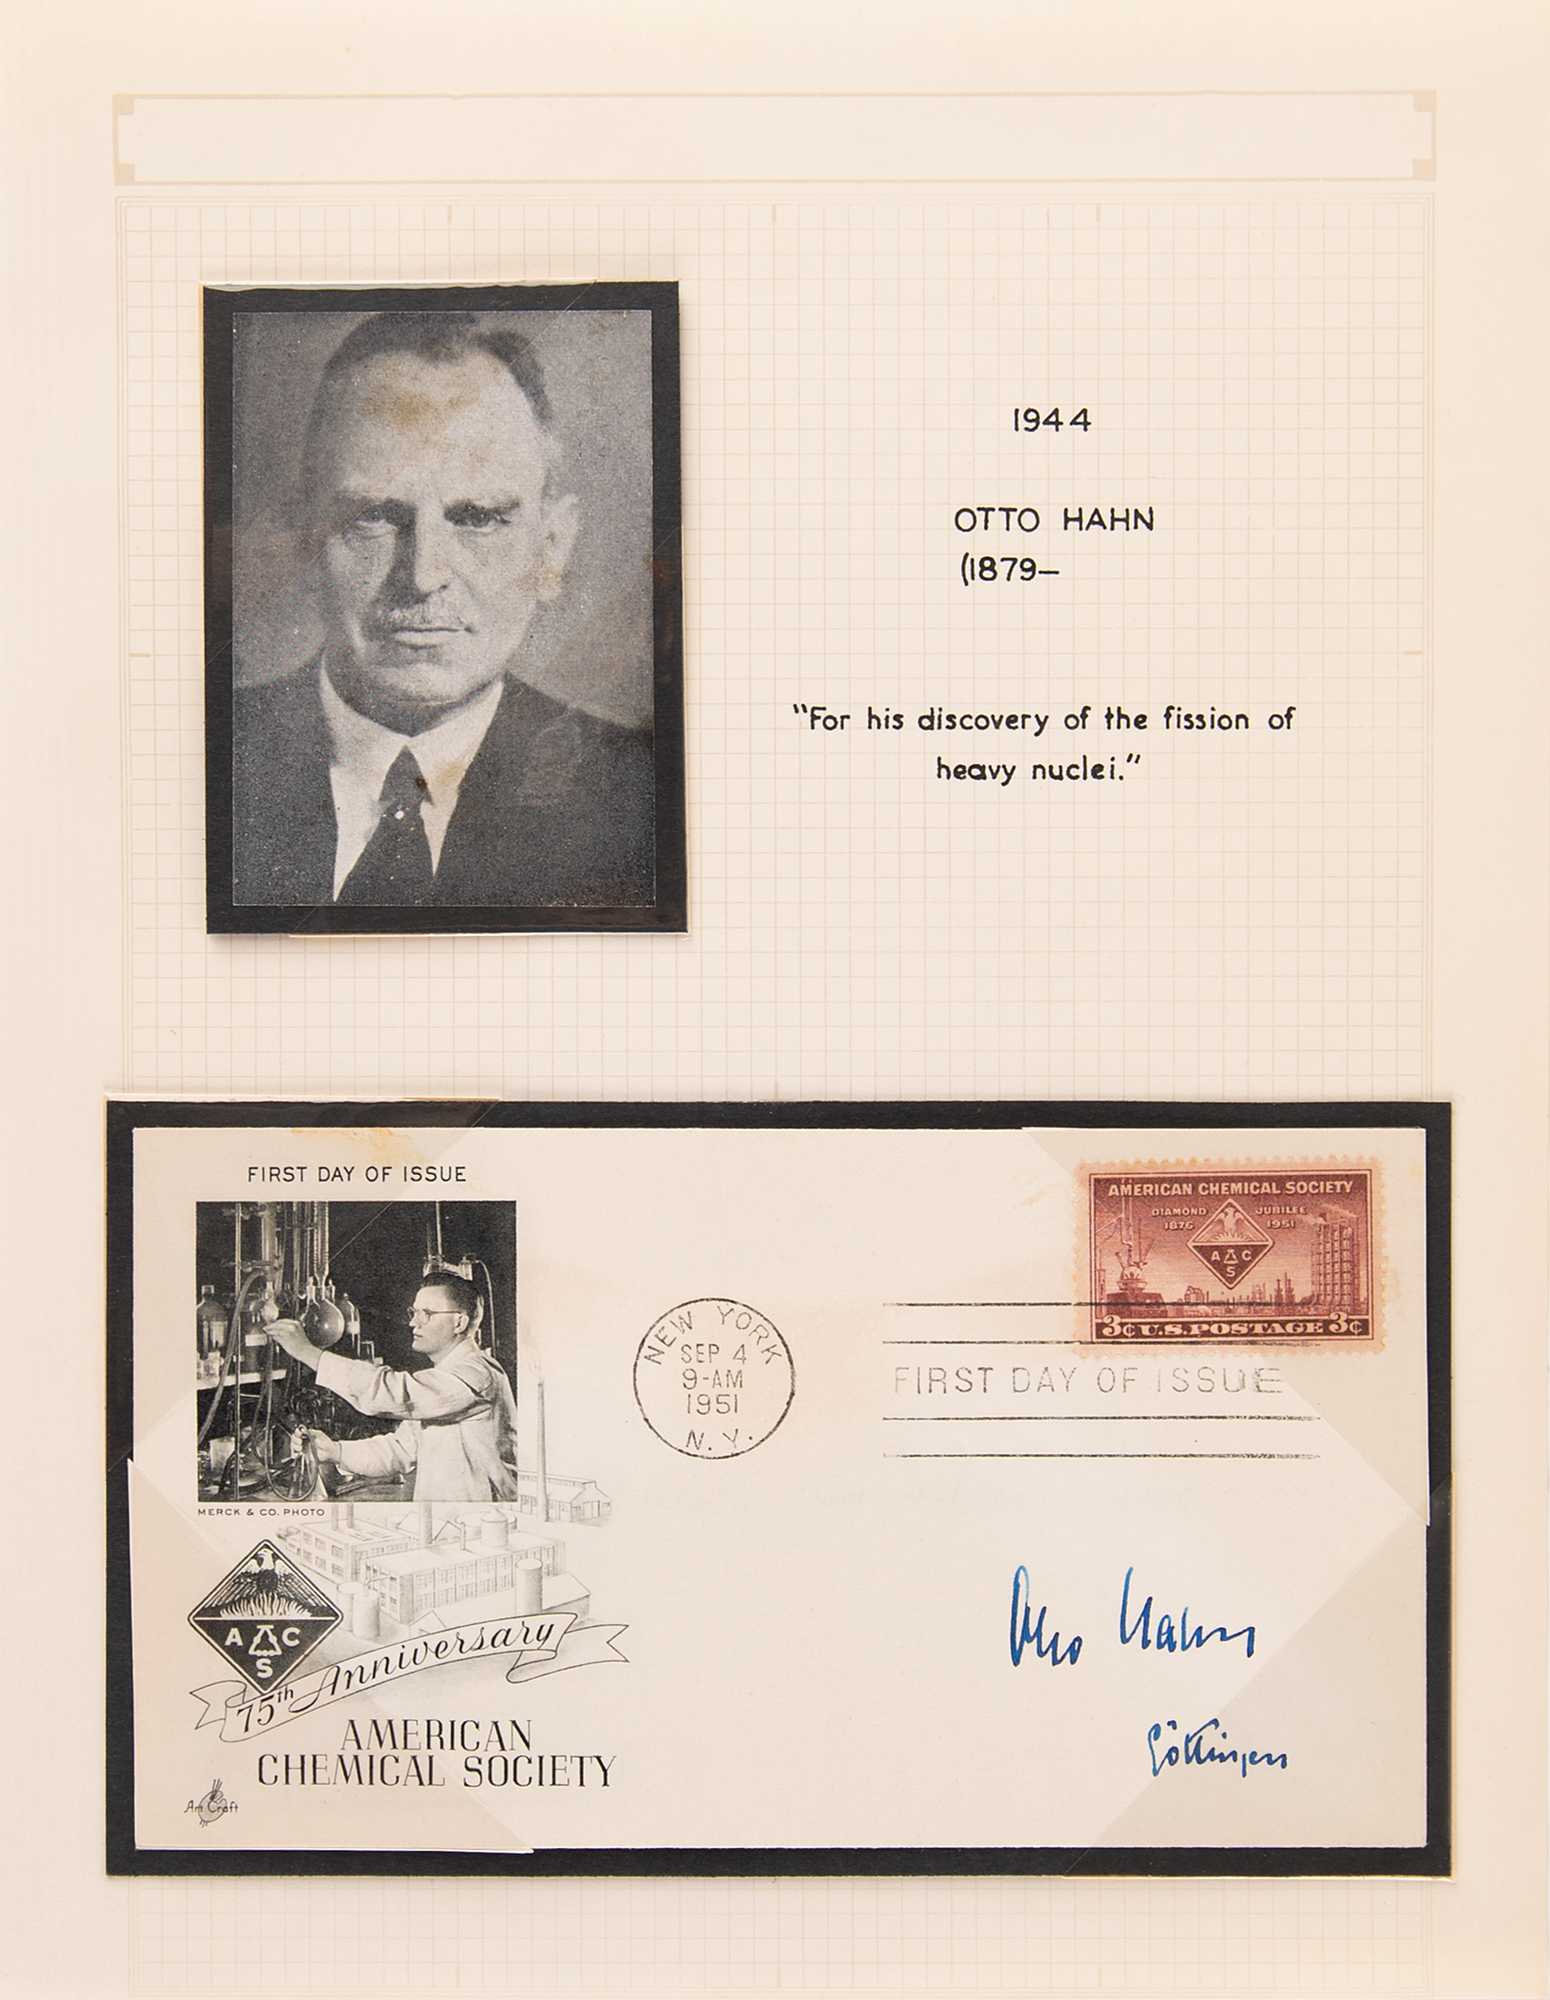 1944
OTTO HAHN
(1879–
"For his discovery of the fission of
heavy nuclei."
FIRST DAY OF ISSUE
MERCK & CO. PHOTO
A C
S
75th Anniversary
AMERICAN
CHEMICAL SOCIETY
Art Craft
NEW YORK
SEP 4
9-AM
1951
N. Y.
AMERICAN CHEMICAL SOCIETY
DIAMOND JUBILEE
1876 1951
A C
S
3¢ U.S. POSTAGE 3¢
FIRST DAY OF ISSUE
Otto Hahn
Göttingen